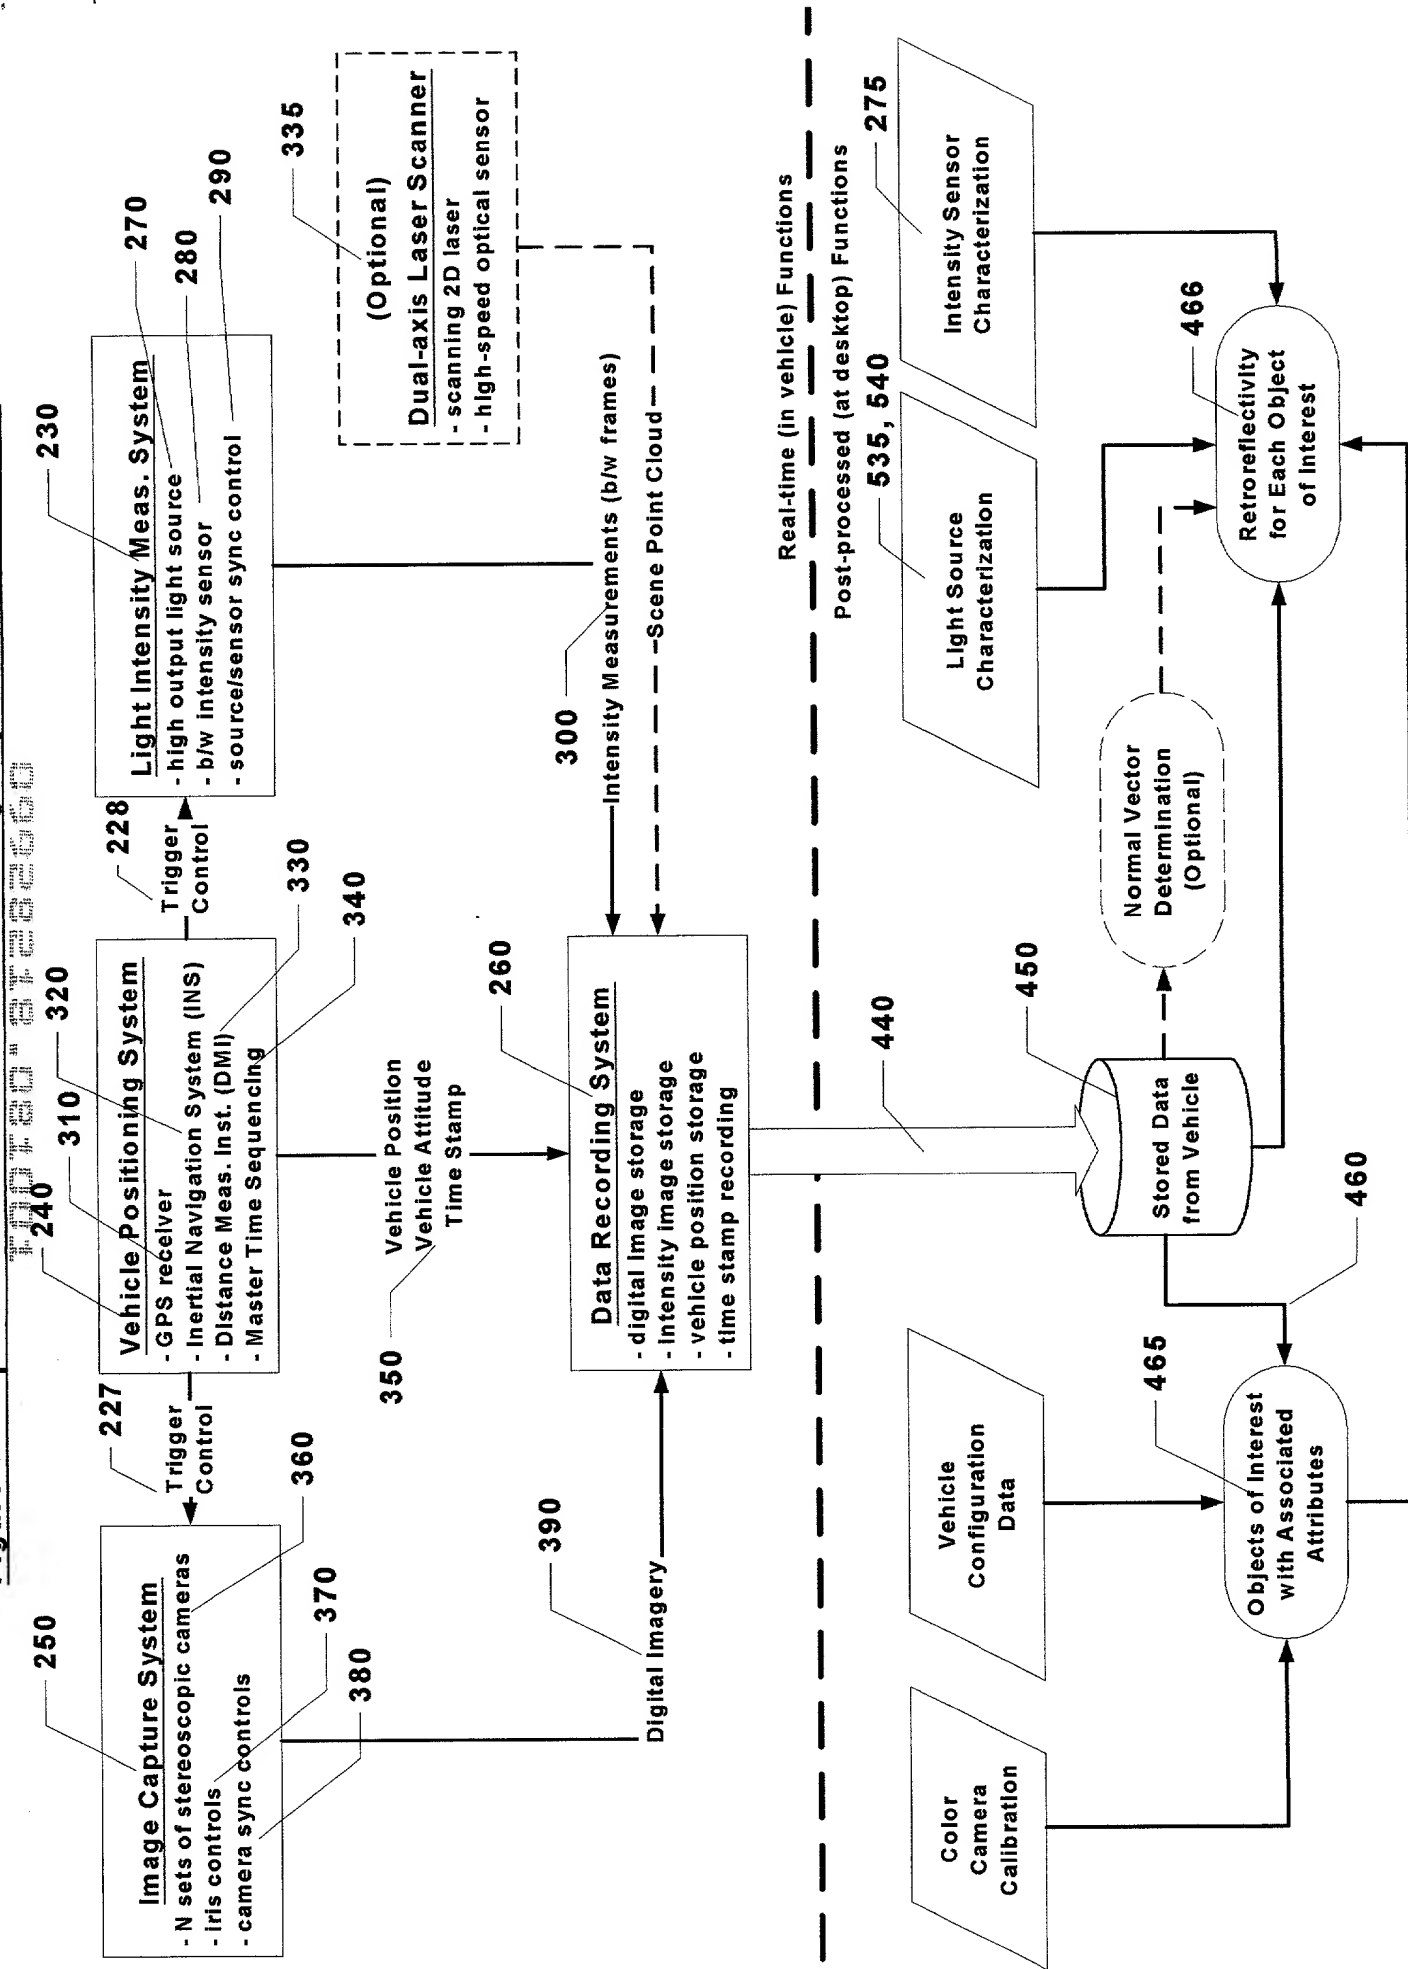 250
Image Capture System
- N sets of stereoscopic cameras
- iris controls
- camera sync controls
360
370
380
227
Trigger
Control
240
310
320
Vehicle Positioning System
- GPS receiver
- Inertial Navigation System (INS)
- Distance Meas. Inst. (DMI)
- Master Time Sequencing
330
340
228
Trigger
Control
230
Light Intensity Meas. System
- high output light source
- b/w intensity sensor
- source/sensor sync control
270
280
290
335
(Optional)
Dual-axis Laser Scanner
- scanning 2D laser
- high-speed optical sensor
350
Vehicle Position
Vehicle Attitude
Time Stamp
390
Digital Imagery
300
Intensity Measurements (b/w frames)
Scene Point Cloud
260
Data Recording System
- digital image storage
- intensity image storage
- vehicle position storage
- time stamp recording
Real-time (in vehicle) Functions
Post-processed (at desktop) Functions
440
450
Stored Data
from Vehicle
460
Color
Camera
Calibration
Vehicle
Configuration
Data
465
Objects of Interest
with Associated
Attributes
Normal Vector
Determination
(Optional)
535, 540
Light Source
Characterization
275
Intensity Sensor
Characterization
466
Retroreflectivity
for Each Object
of Interest